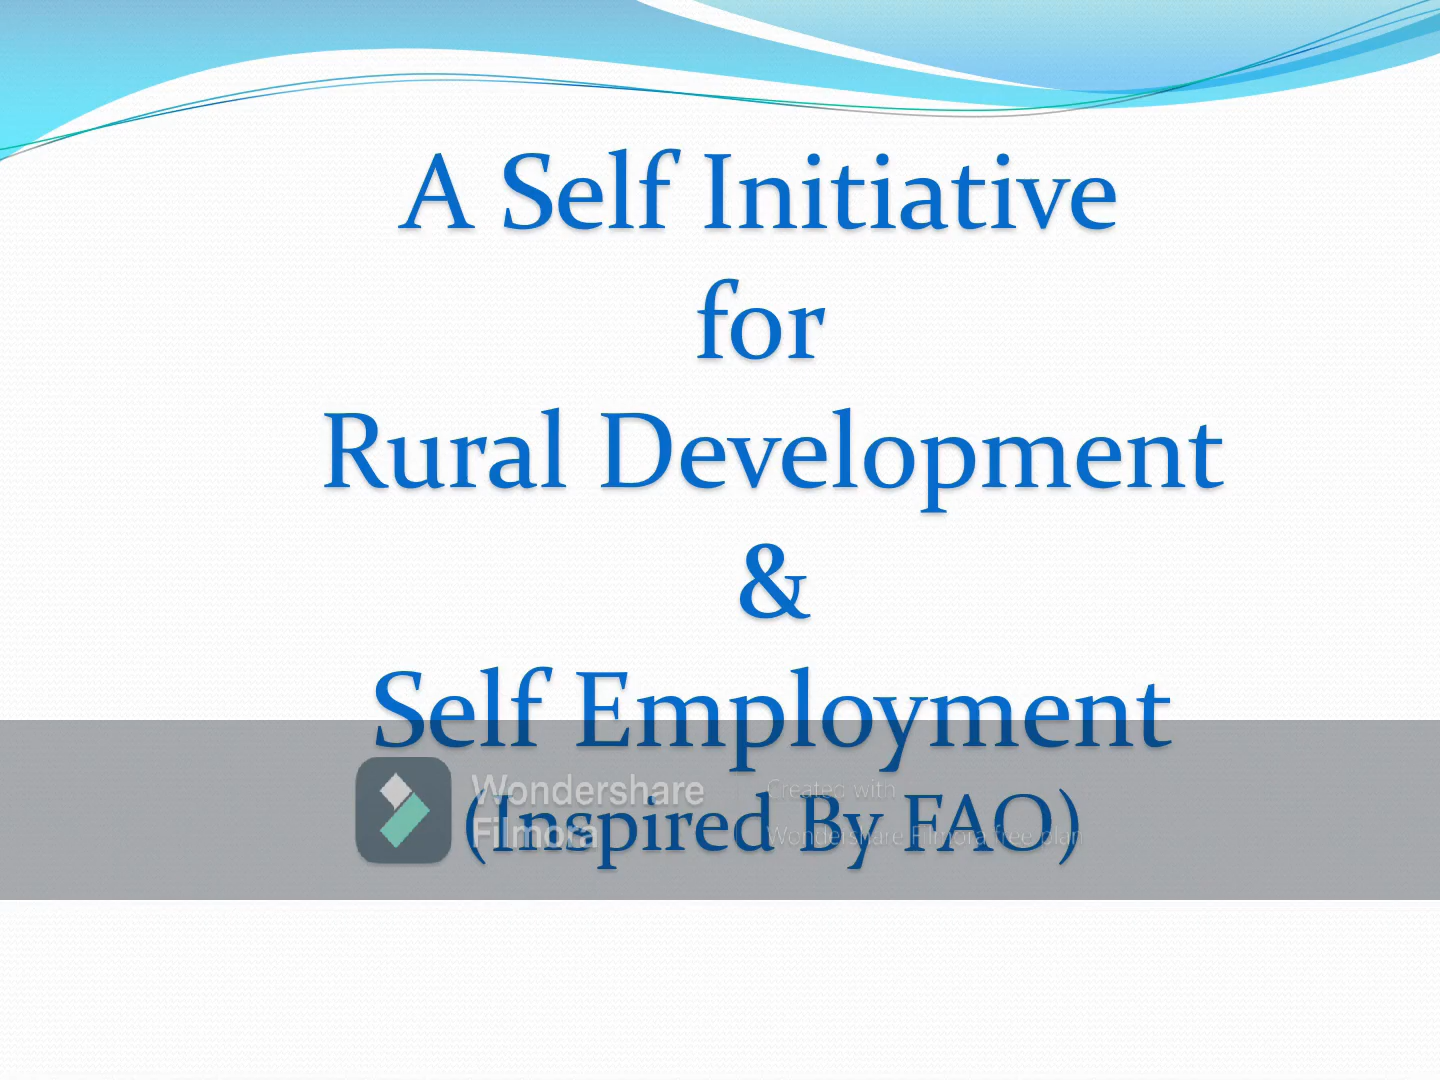 A Self Initiative
for
Rural Development
&
Self Employment
Wondershare
Filmora
Created with
Wondershare Filmora free plan
(Inspired By FAO)